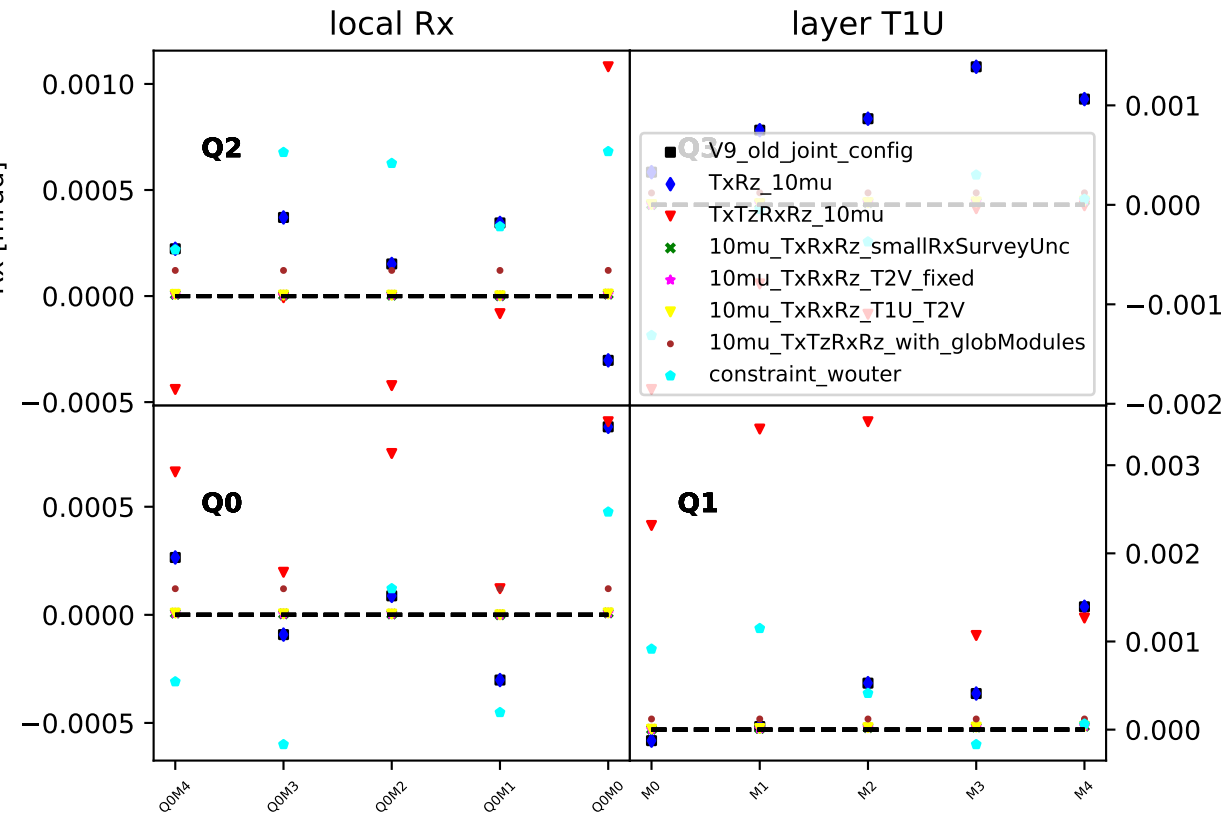 local Rx
layer T1U
0.0010
0.0005
0.0000
−0.0005
Q2
0.001
0.000
−0.001
−0.002
Q3
V9_old_joint_config
TxRz_10mu
TxTzRxRz_10mu
10mu_TxRxRz_smallRxSurveyUnc
10mu_TxRxRz_T2V_fixed
10mu_TxRxRz_T1U_T2V
10mu_TxTzRxRz_with_globModules
constraint_wouter
0.0005
0.0000
−0.0005
Q0
Q1
0.003
0.002
0.001
0.000
Q0M4
Q0M3
Q0M2
Q0M1
Q0M0
M0
M1
M2
M3
M4